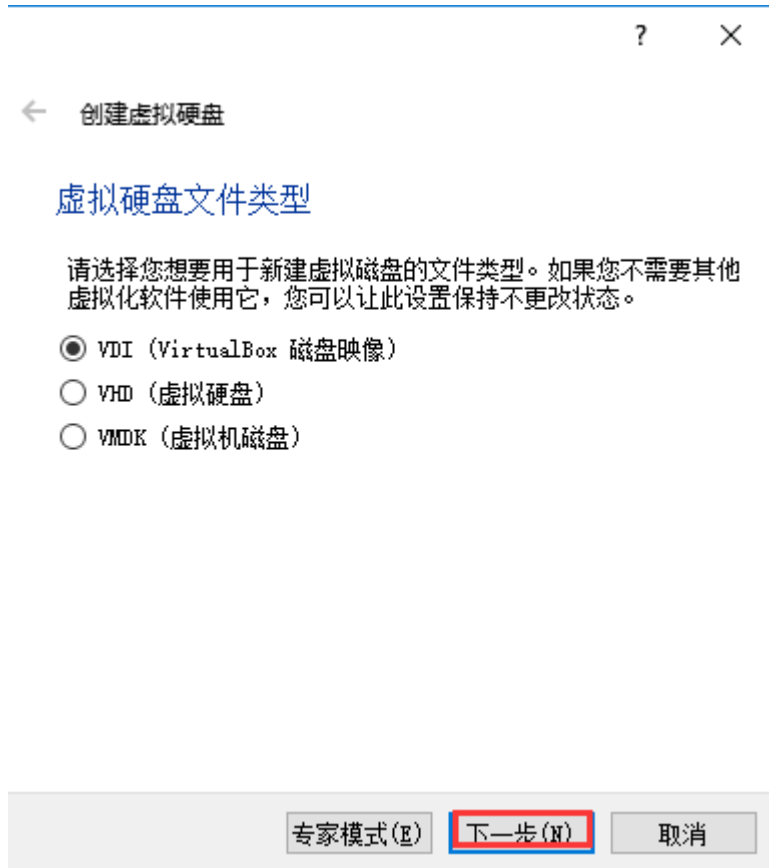 ?
创建虚拟硬盘
虚拟硬盘文件类型
请选择您想要用于新建虚拟磁盘的文件类型。如果您不需要其他
虚拟化软件使用它，您可以让此设置保持不更改状态。
VDI (VirtualBox 磁盘映像)
VHD (虚拟硬盘)
VMDK (虚拟机磁盘)
专家模式(E) 下一步(N) 取消